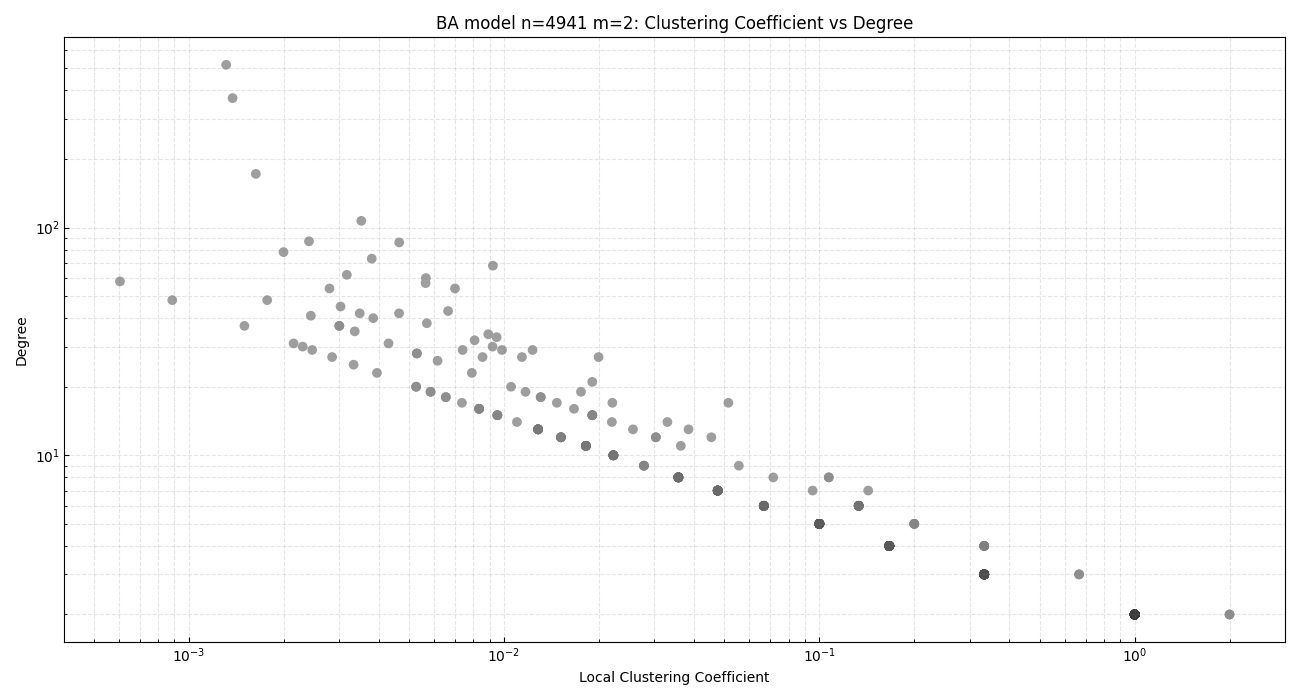 BA model n=4941 m=2: Clustering Coefficient vs Degree
Degree
10²
10¹
10⁻³
10⁻²
10⁻¹
10⁰
Local Clustering Coefficient